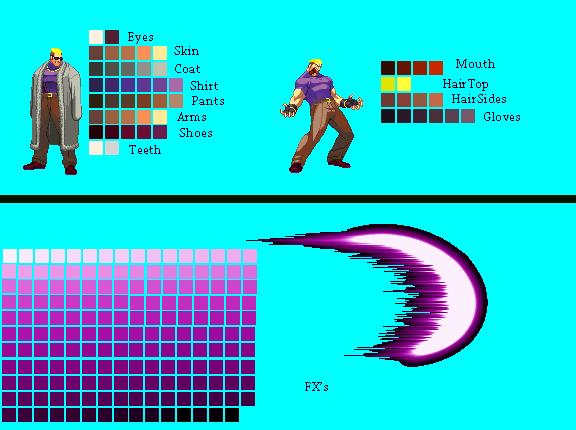 Eyes
Skin
Coat
Shirt
Pants
Arms
Shoes
Teeth
Mouth
HairTop
HairSides
Gloves
FX's